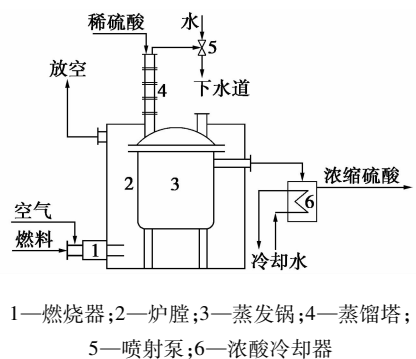 稀硫酸
水
5
放空
4
下水道
2
3
浓缩硫酸
6
空气
燃料
1
冷却水
1—燃烧器;2—炉膛;3—蒸发锅;4—蒸馏塔;
5—喷射泵;6—浓酸冷却器